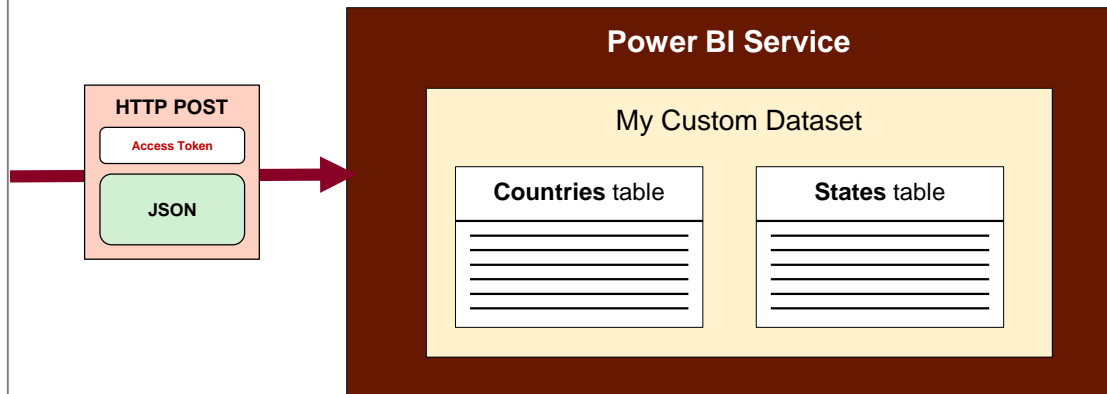 Power BI Service
HTTP POST
Access Token
JSON
My Custom Dataset
Countries table
States table